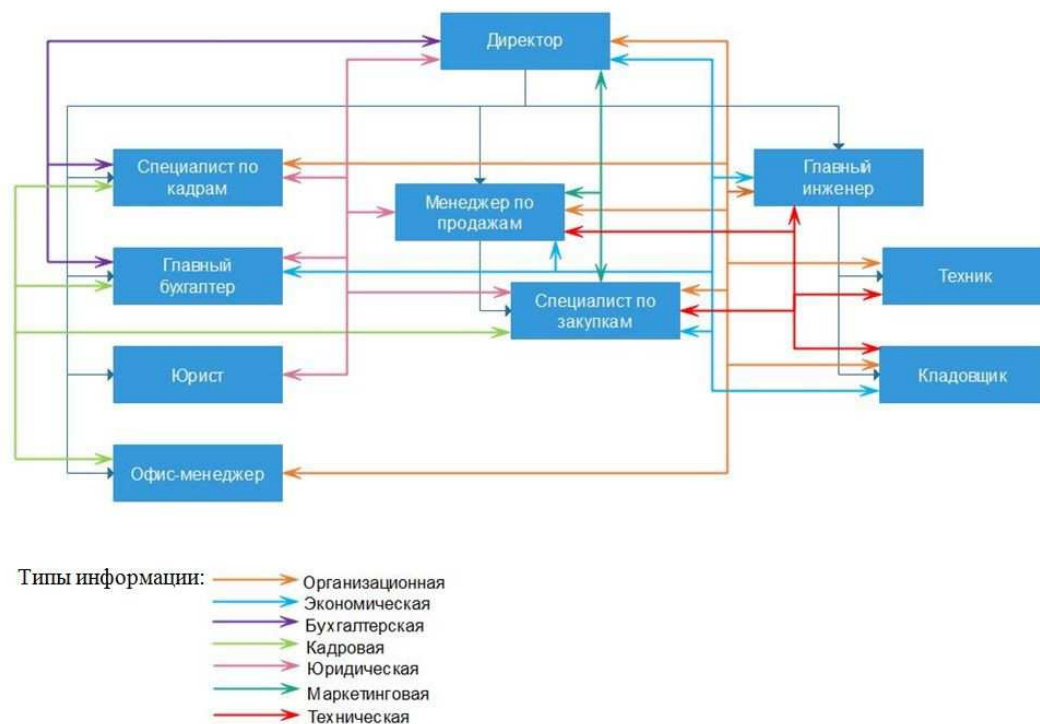 Директор
Специалист по
кадрам
Менеджер по
продажам
Главный
инженер
Главный
бухгалтер
Специалист по
закупкам
Техник
Юрист
Кладовщик
Офис-менеджер
Типы информации:
Организационная
Экономическая
Бухгалтерская
Кадровая
Юридическая
Маркетинговая
Техническая